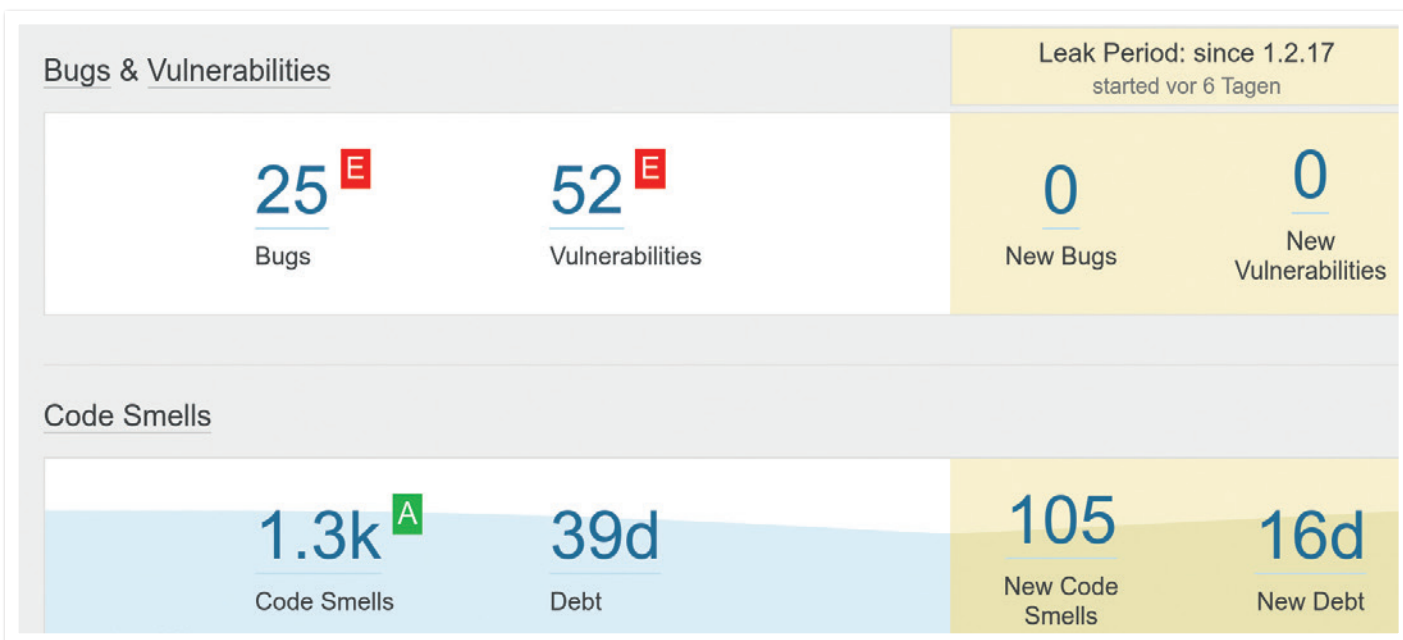 Bugs & Vulnerabilities
Leak Period: since 1.2.17
started vor 6 Tagen
25 E
Bugs
52 E
Vulnerabilities
0
New Bugs
0
New
Vulnerabilities
Code Smells
1.3k A
Code Smells
39d
Debt
105
New Code
Smells
16d
New Debt